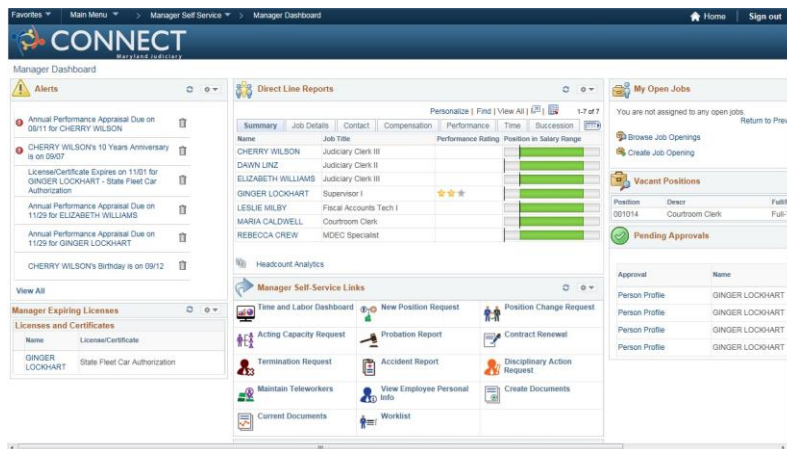 Favorites Main Menu > Manager Self Service > Manager Dashboard Home Sign out
CONNECT
Maryland Judiciary
Manager Dashboard
Alerts
Annual Performance Appraisal Due on
08/11 for CHERRY WILSON
CHERRY WILSON's 10 Years Anniversary
is on 09/07
License/Certificate Expires on 11/01 for
GINGER LOCKHART - State Fleet Car
Authorization
Annual Performance Appraisal Due on
11/29 for ELIZABETH WILLIAMS
Annual Performance Appraisal Due on
11/29 for GINGER LOCKHART
CHERRY WILSON's Birthday is on 09/12
View All
Manager Expiring Licenses
Licenses and Certificates
Name License/Certificate
GINGER
LOCKHART
State Fleet Car Authorization
Direct Line Reports
Personalize | Find | View All | 1-7 of 7
Summary Job Details Contact Compensation Performance Time Succession
Name Job Title Performance Rating Position in Salary Range
CHERRY WILSON Judiciary Clerk III
DAWN LINZ Judiciary Clerk II
ELIZABETH WILLIAMS Judiciary Clerk III
GINGER LOCKHART Supervisor I
LESLIE MILBY Fiscal Accounts Tech I
MARIA CALDWELL Courtroom Clerk
REBECCA CREW MDEC Specialist
Headcount Analytics
Manager Self-Service Links
Time and Labor Dashboard New Position Request Position Change Request
Acting Capacity Request Probation Report Contract Renewal
Termination Request Accident Report Disciplinary Action
Request
Maintain Teleworkers View Employee Personal
Info
Create Documents
Current Documents Worklist
My Open Jobs
You are not assigned to any open jobs.
Return to Prev
Browse Job Openings
Create Job Opening
Vacant Positions
Position Descr Full/
001014 Courtroom Clerk Full-
Pending Approvals
Approval Name
Person Profile GINGER LOCKHART
Person Profile GINGER LOCKHART
Person Profile GINGER LOCKHART
Person Profile GINGER LOCKHART